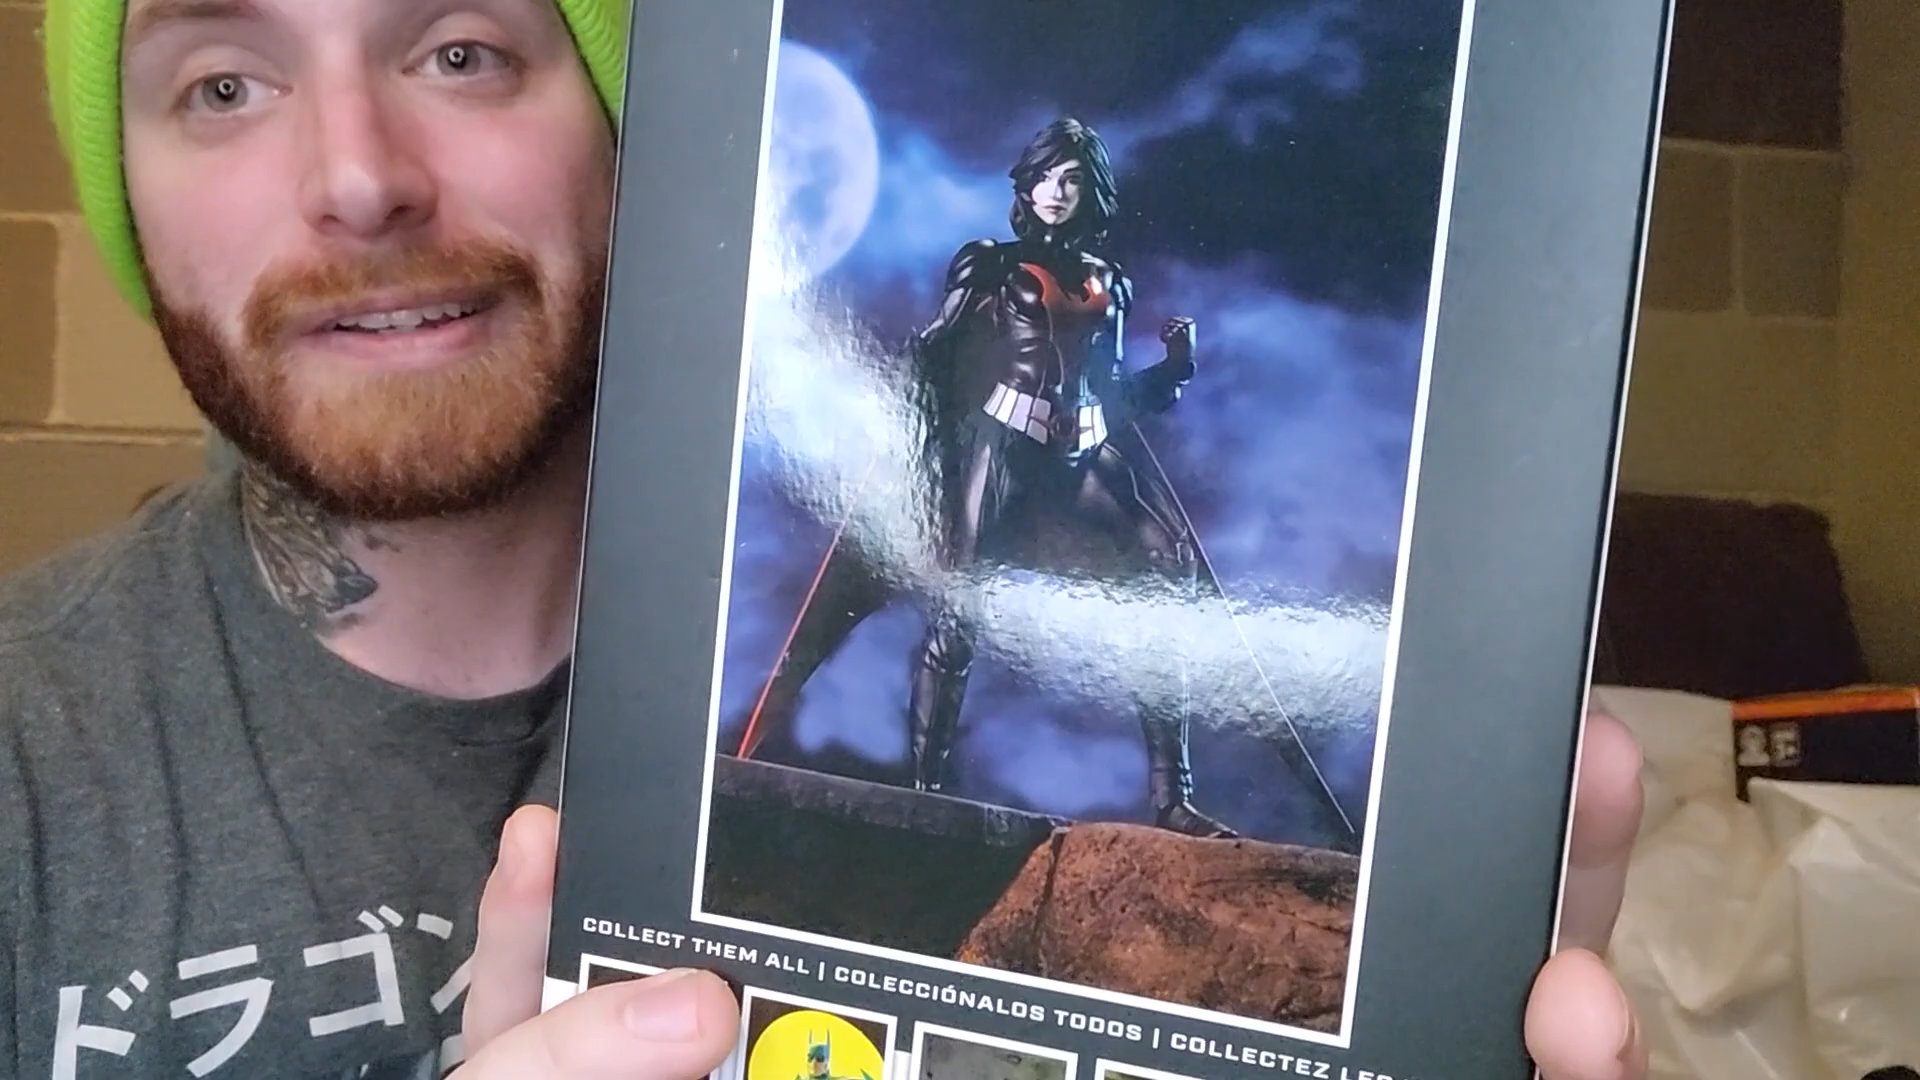 COLLECT THEM ALL | COLECCIÓNALOS TODOS | COLLECTEZ
ドラゴン